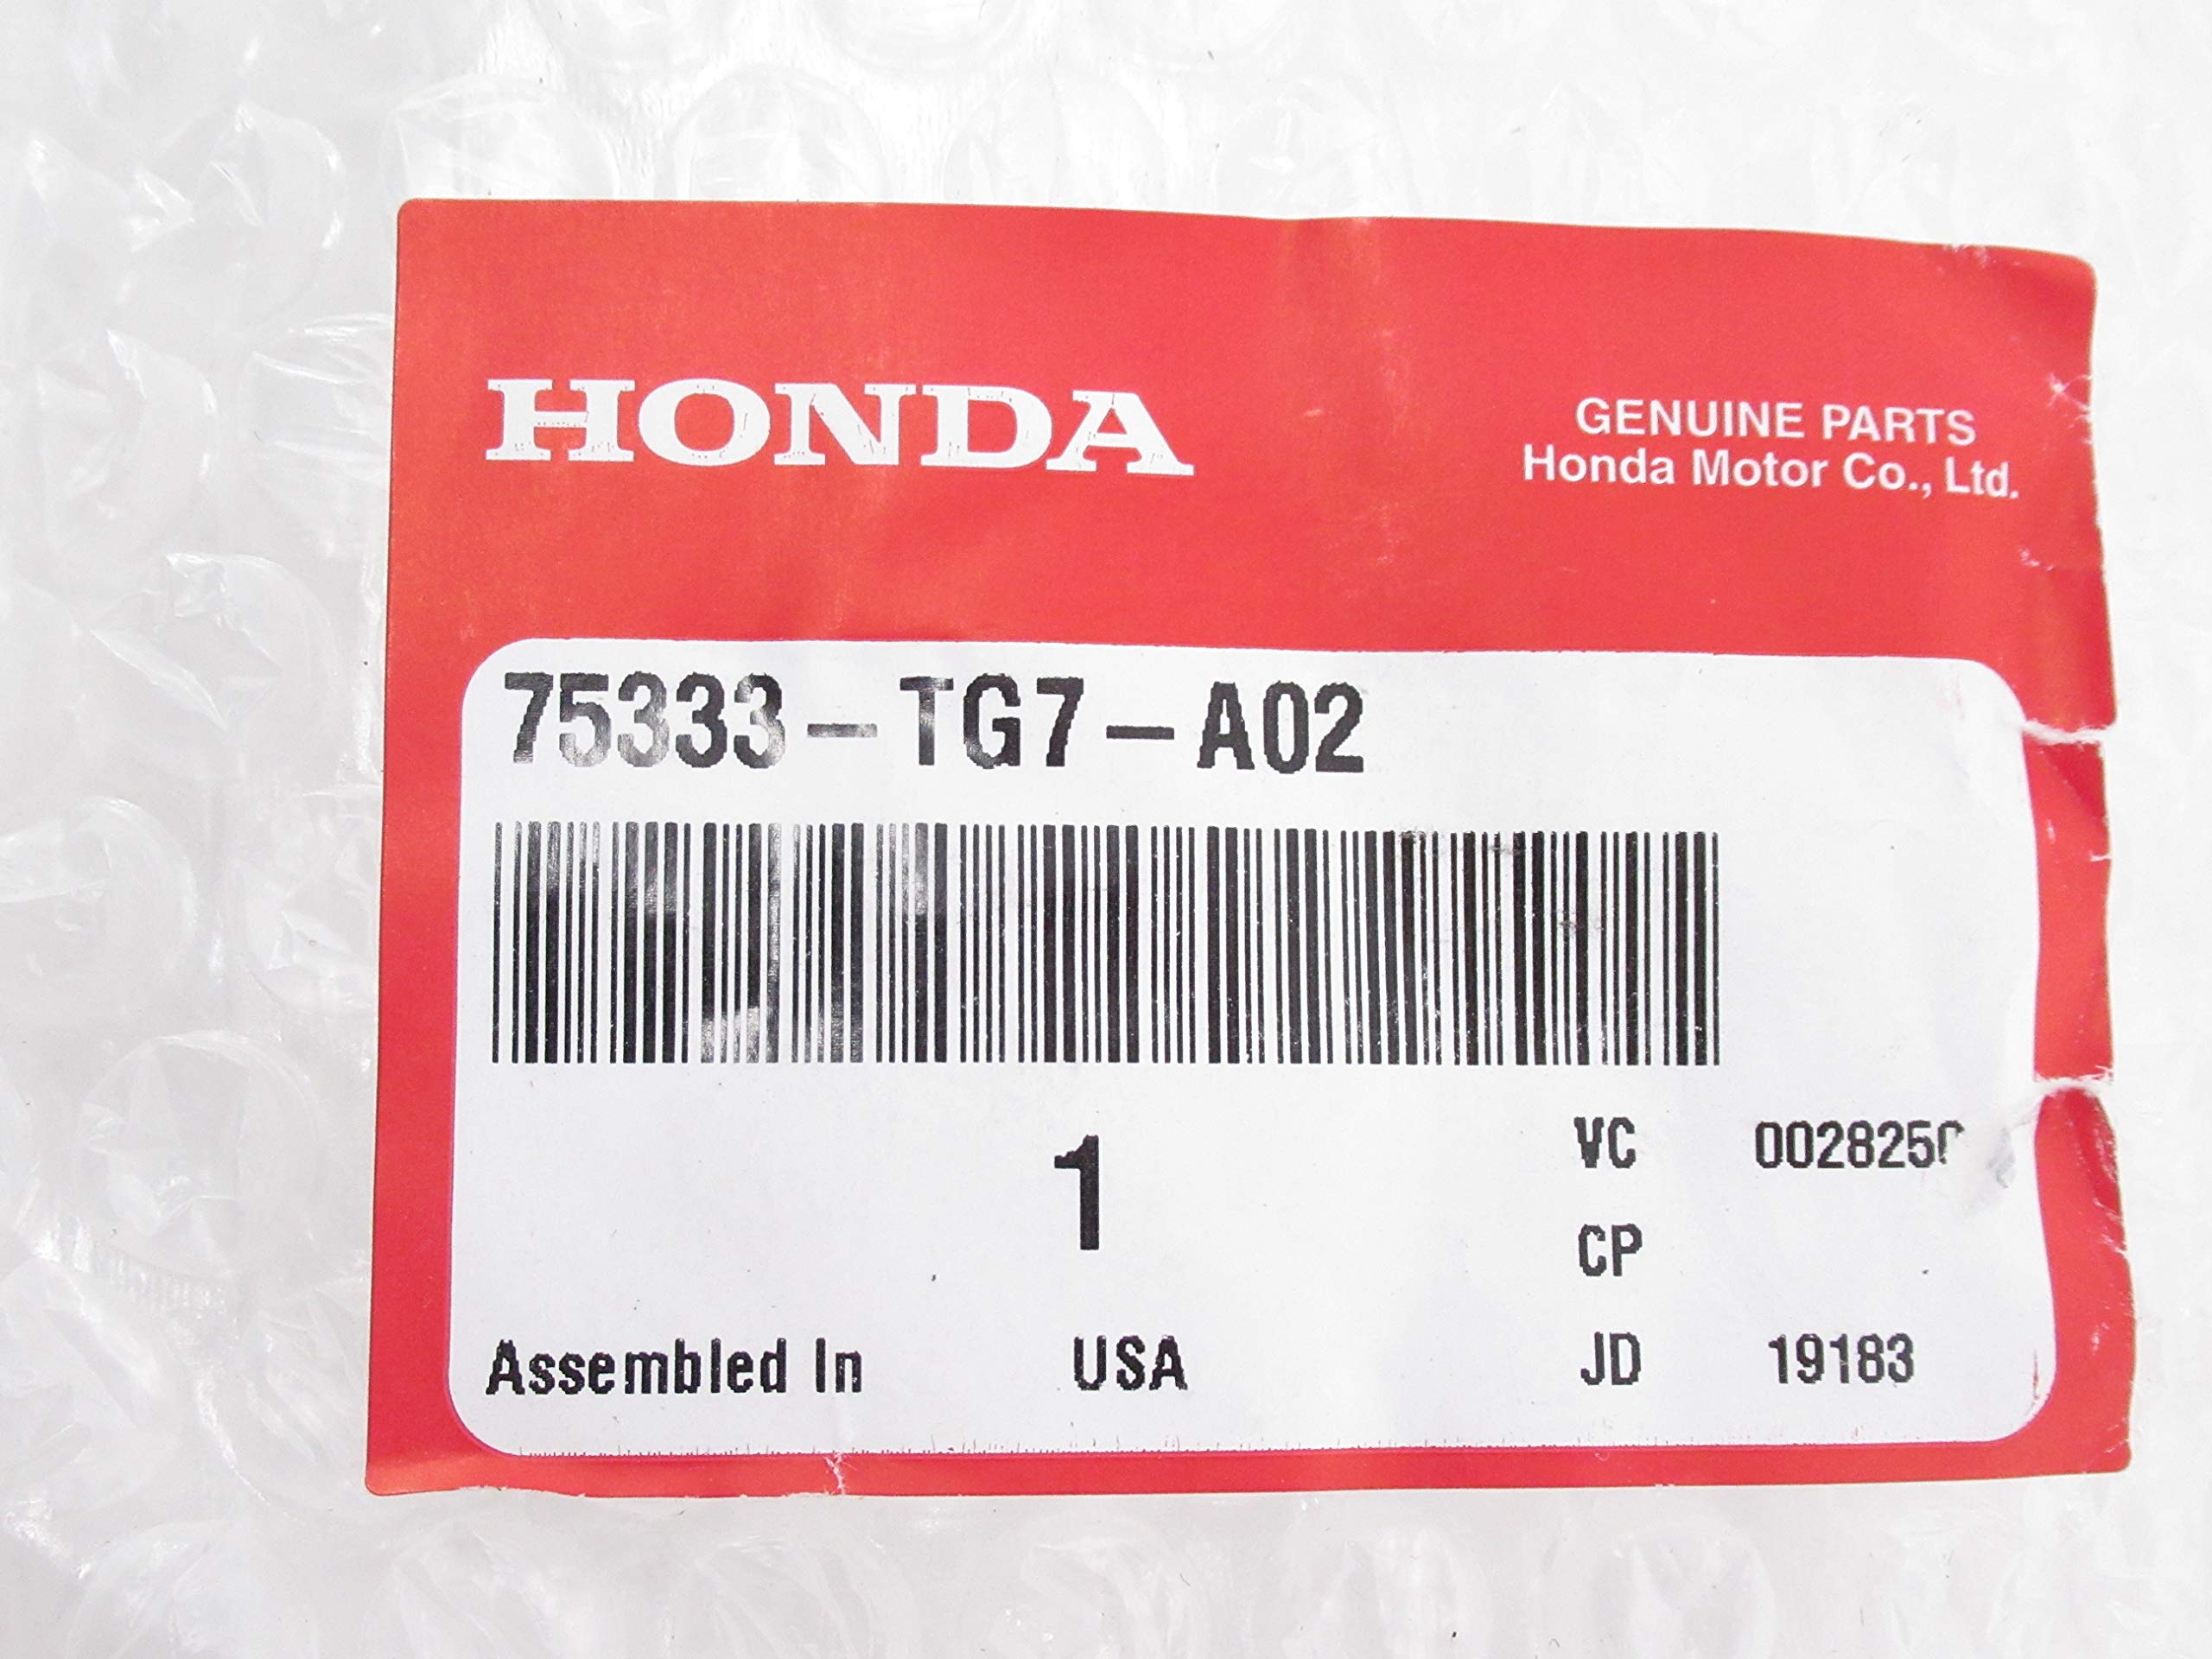 HONDA
GENUINE PARTS
Honda Motor Co., Ltd.
75333-TG7-A02
1
VC
CP
Assembled In USA
JD 19183